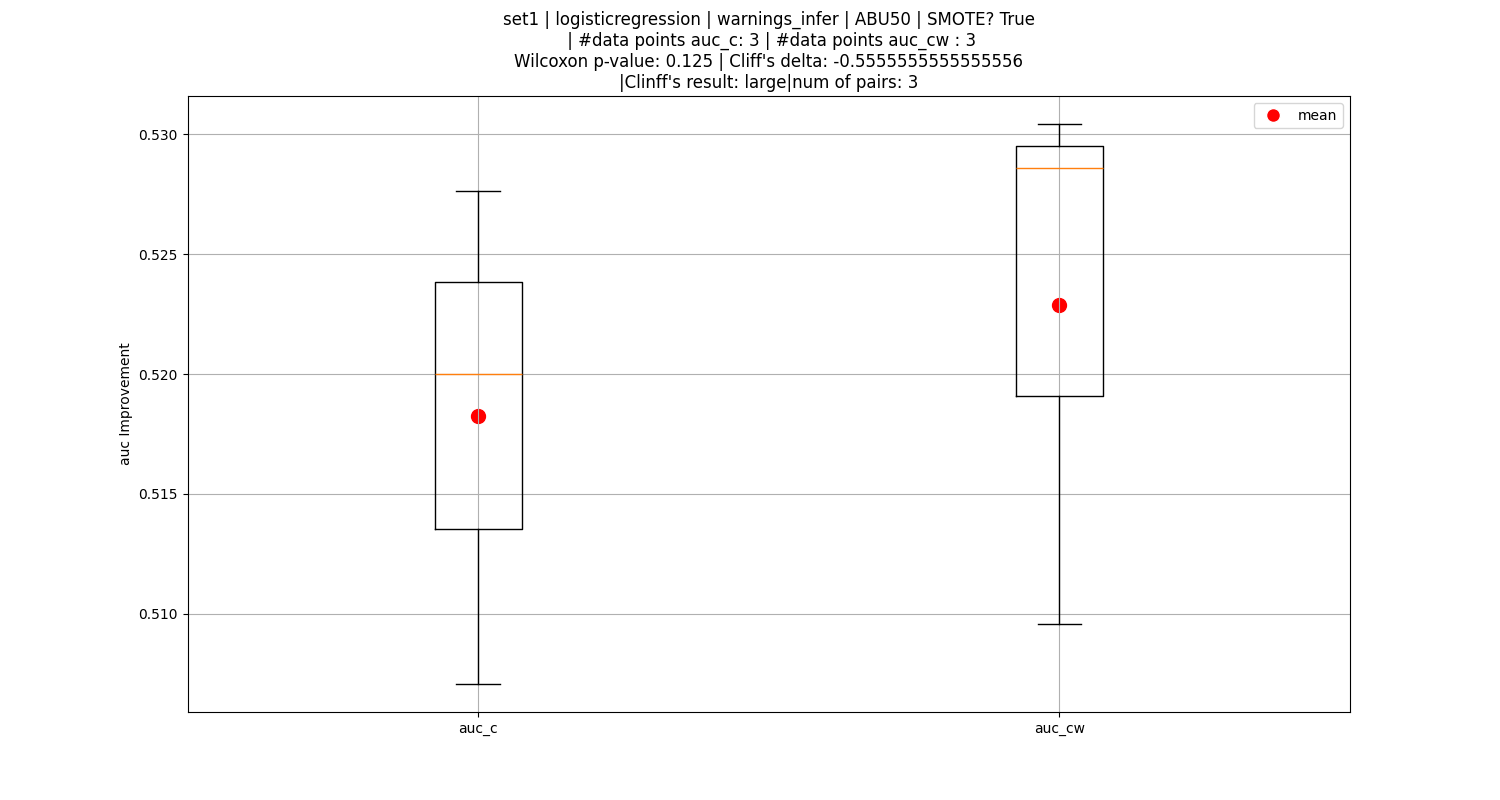 set1 | logisticregression | warnings_infer | ABU50 | SMOTE? True
| #data points auc_c: 3 | #data points auc_cw : 3
Wilcoxon p-value: 0.125 | Cliff's delta: -0.5555555555555556
|Clinff's result: large|num of pairs: 3
mean
0.530
0.525
0.520
0.515
0.510
auc Improvement
auc_c
auc_cw